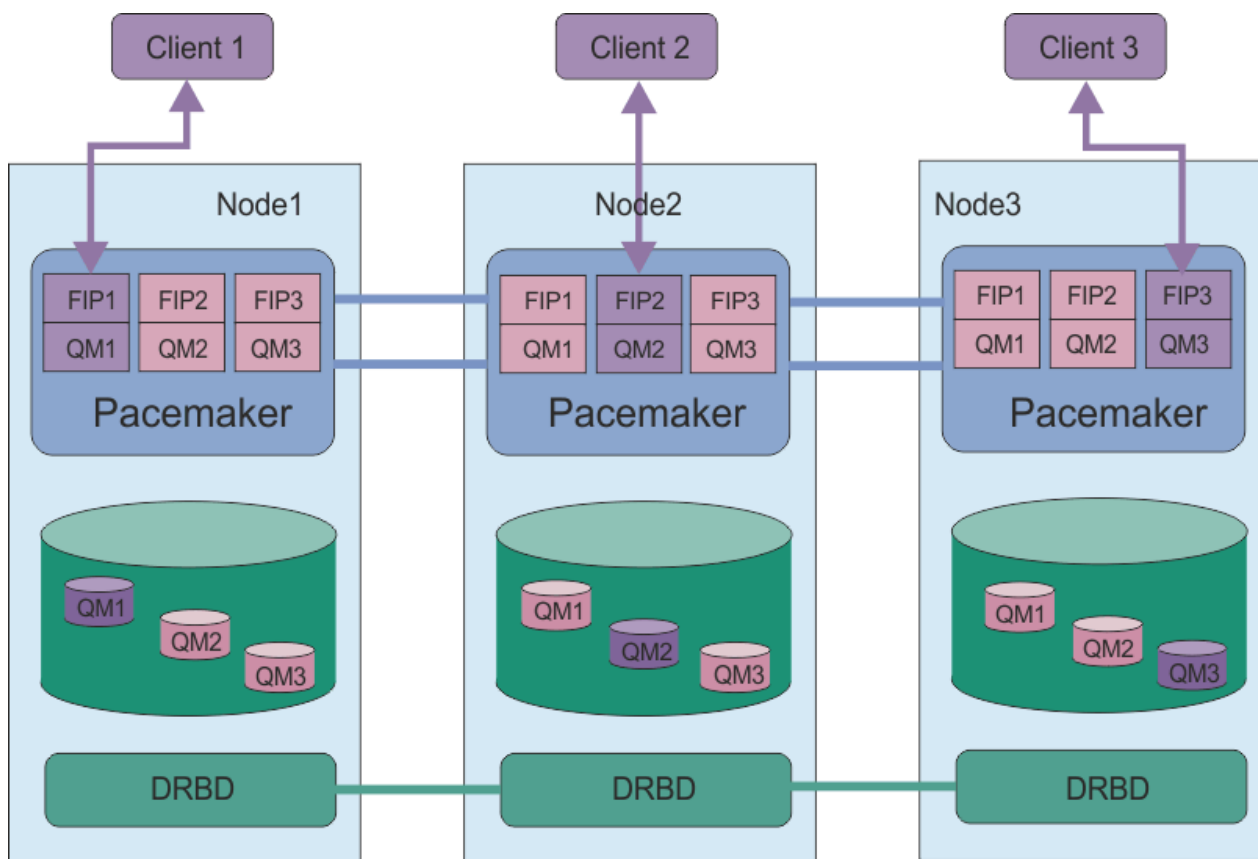 Client 1
Client 2
Client 3
Node1
Node2
Node3
FIP1 FIP2 FIP3
QM1 QM2 QM3
Pacemaker
FIP1 FIP2 FIP3
QM1 QM2 QM3
Pacemaker
FIP1 FIP2 FIP3
QM1 QM2 QM3
Pacemaker
QM1
QM2
QM3
QM1
QM2
QM3
QM1
QM2
QM3
DRBD
DRBD
DRBD